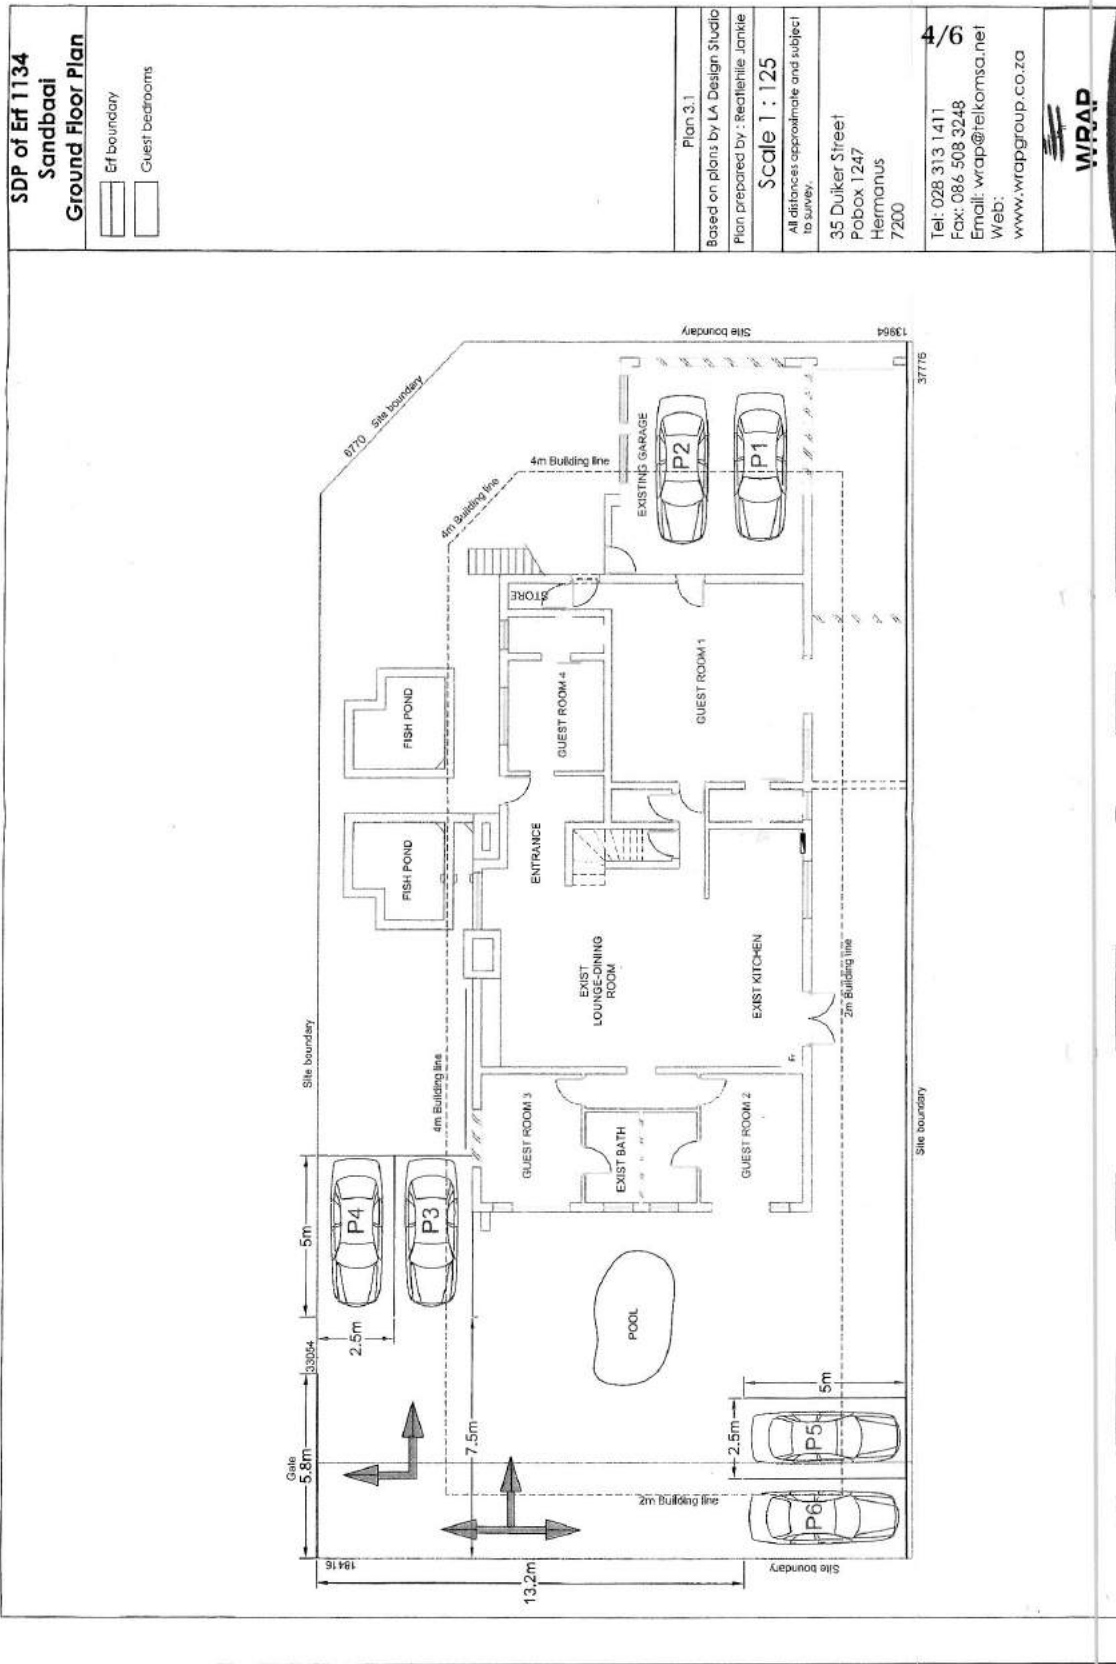 SDP of Erf 1134
Sandbaai
Ground Floor Plan
Erf boundary
Guest bedrooms
Plan 3.1
Based on plans by LA Design Studio
Plan prepared by : Reatlehile Jankie
Scale 1 : 125
All distances approximate and subject
to survey.
35 Duiker Street
Pobox 1247
Hermanus
7200
4/6
Tel: 028 313 1411
Fax: 086 508 3248
Email: wrap@telkomsa.net
Web:
www.wrapgroup.co.za
WRAP
Site boundary
13964
37776
6770 Site boundary
4m Building line
4m Building line
EXISTING GARAGE
P2
P1
STORE
FISH POND
GUEST ROOM 4
GUEST ROOM 1
FISH POND
ENTRANCE
EXIST
LOUNGE-DINING
ROOM
EXIST KITCHEN
2m Building line
Site boundary
4m Building line
GUEST ROOM 3
EXIST BATH
GUEST ROOM 2
Site boundary
5m
P4
P3
2.5m
33054
POOL
Gate
5.8m
7.5m
5m
2.5m
P5
P6
2m Building line
18416
13.2m
Site boundary